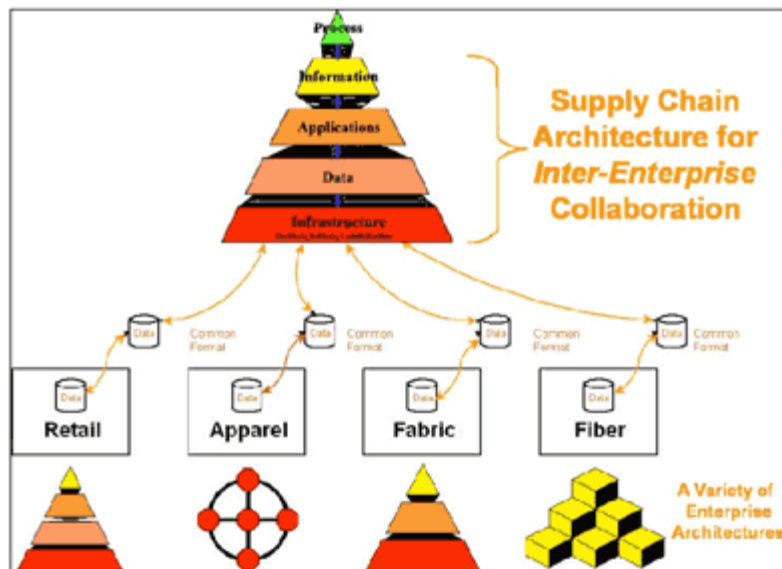 Process
Information
Applications
Data
Infrastructure
Supply Chain
Architecture for
Inter-Enterprise
Collaboration
Data
Common
Format
Data
Common
Format
Data
Common
Format
Data
Common
Format
Data
Retail
Data
Apparel
Data
Fabric
Data
Fiber
A Variety of
Enterprise
Architectures